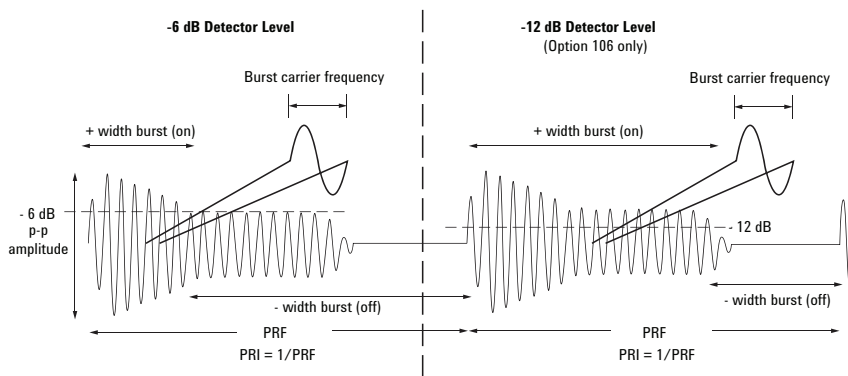 -6 dB Detector Level
Burst carrier frequency
+ width burst (on)
- 6 dB
p-p
amplitude
- width burst (off)
PRF
PRI = 1/PRF
-12 dB Detector Level
(Option 106 only)
Burst carrier frequency
+ width burst (on)
- 12 dB
- width burst (off)
PRF
PRI = 1/PRF